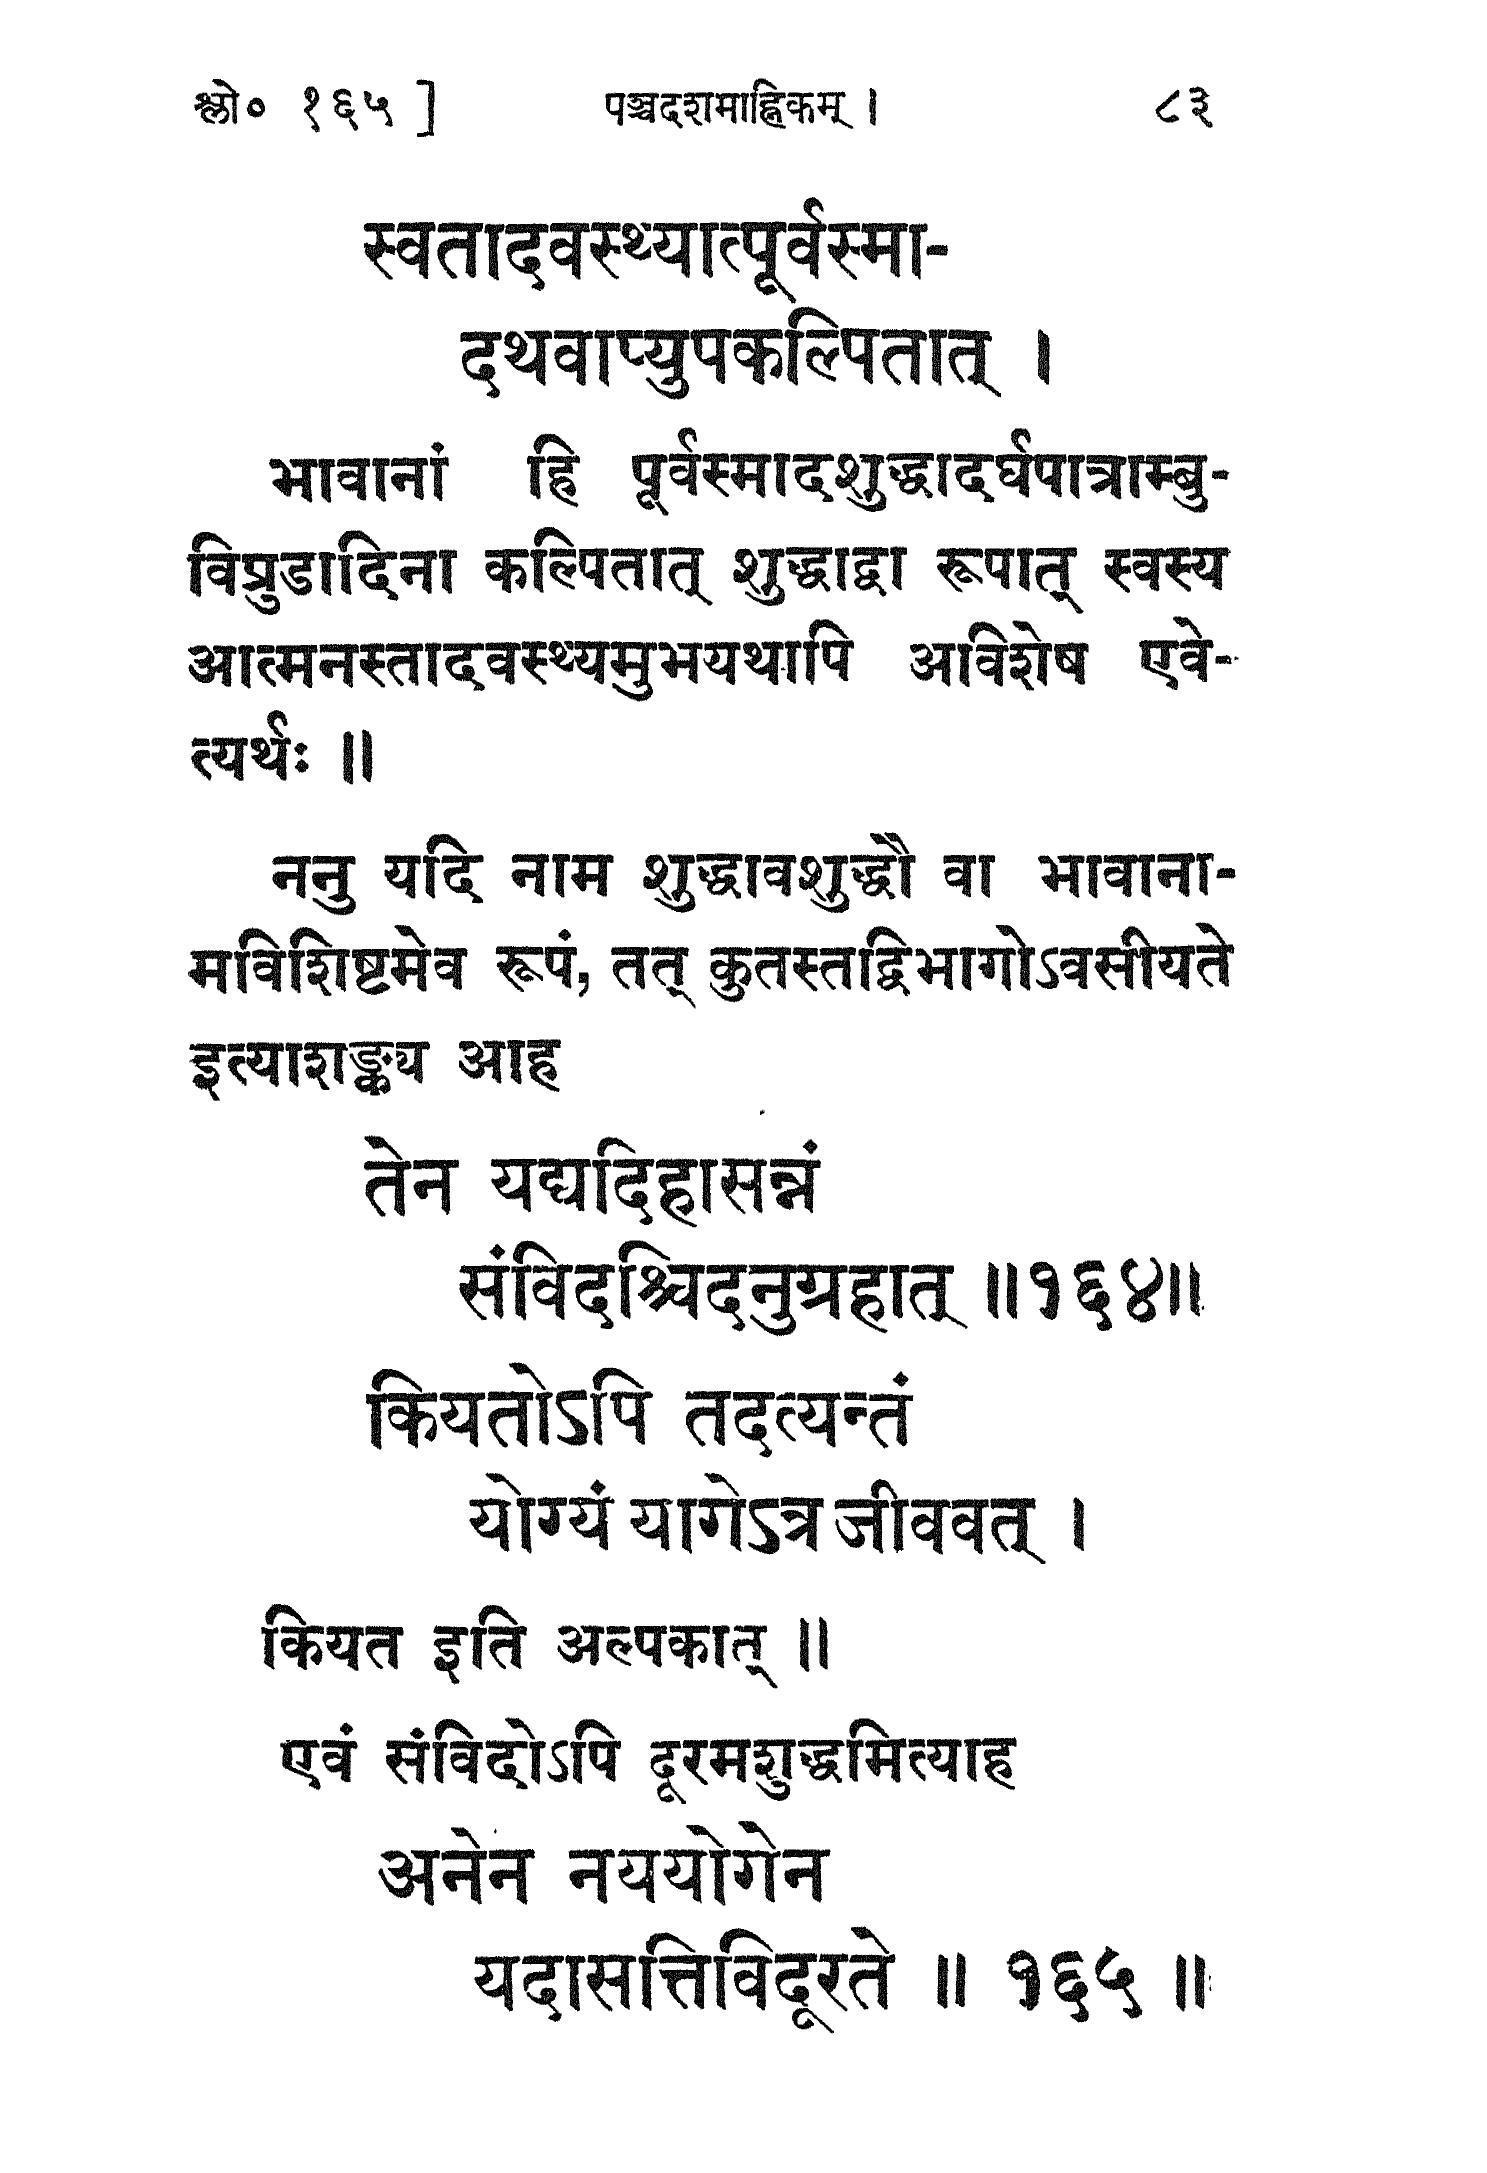 श्लो० १६५ ] पञ्चदशमाह्निकम् । ८३
स्वतादवस्थ्यात्पूर्वस्मा-
दथवाप्युपकल्पितात् ।
भावानां हि पूर्वस्मादशुद्धादर्घपात्राम्बु-
विप्रुडादिना कल्पितात् शुद्धाद्वा रूपात् स्वस्य
आत्मनस्तादवस्थ्यमुभयथापि अविशेष एवे-
त्यर्थः ॥
ननु यदि नाम शुद्धावशुद्धौ वा भावाना-
मविशिष्टमेव रूपं, तत् कुतस्तद्विभागोऽवसीयते
इत्याशङ्क्य आह
तेन यद्यदिहासन्नं
संविदश्चिदनुग्रहात् ॥१६४॥
कियतोऽपि तदत्यन्तं
योग्यं यागेऽत्र जीववत् ।
कियत इति अल्पकात् ॥
एवं संविदोऽपि दूरमशुद्धमित्याह
अनेन नययोगेन
यदासत्तिविदूरते ॥ १६५ ॥